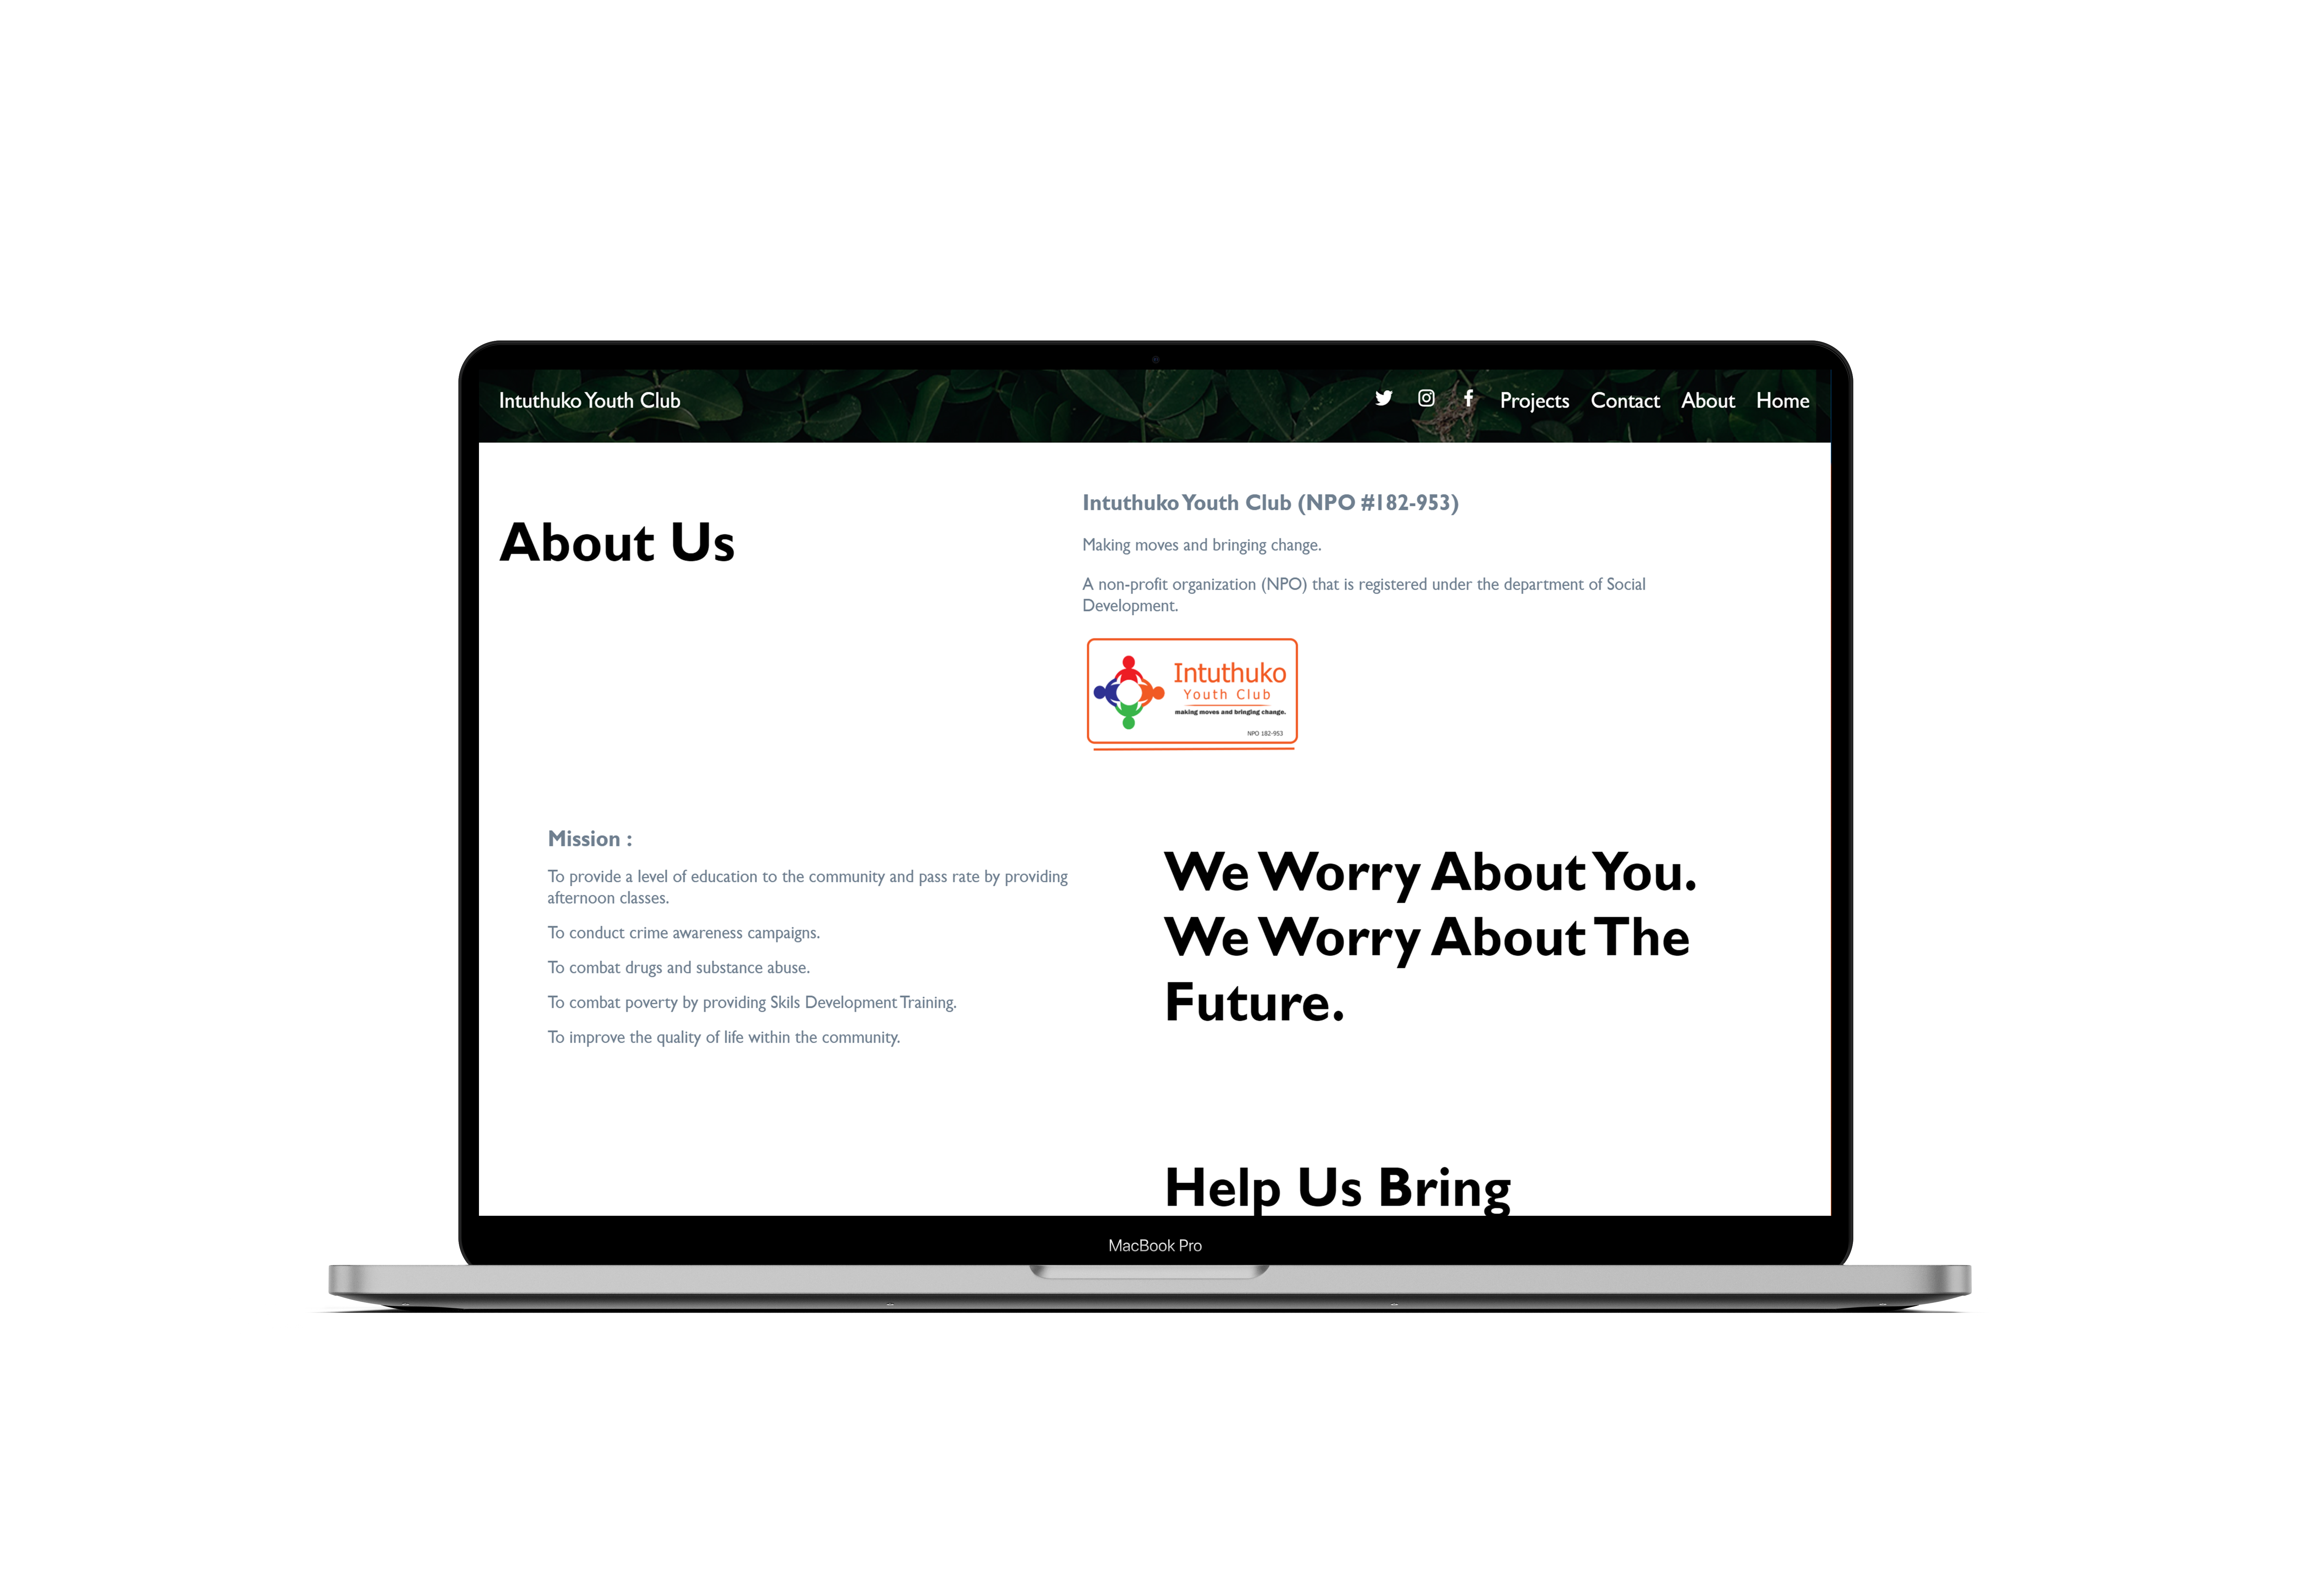 Intuthuko Youth Club
Projects Contact About Home
About Us
Intuthuko Youth Club (NPO #182-953)
Making moves and bringing change.
A non-profit organization (NPO) that is registered under the department of Social
Development.
Intuthuko
Youth Club
making moves and bringing change.
NPO 182-953
Mission :
To provide a level of education to the community and pass rate by providing
afternoon classes.
To conduct crime awareness campaigns.
To combat drugs and substance abuse.
To combat poverty by providing Skils Development Training.
To improve the quality of life within the community.
We Worry About You.
We Worry About The
Future.
Help Us Bring
MacBook Pro